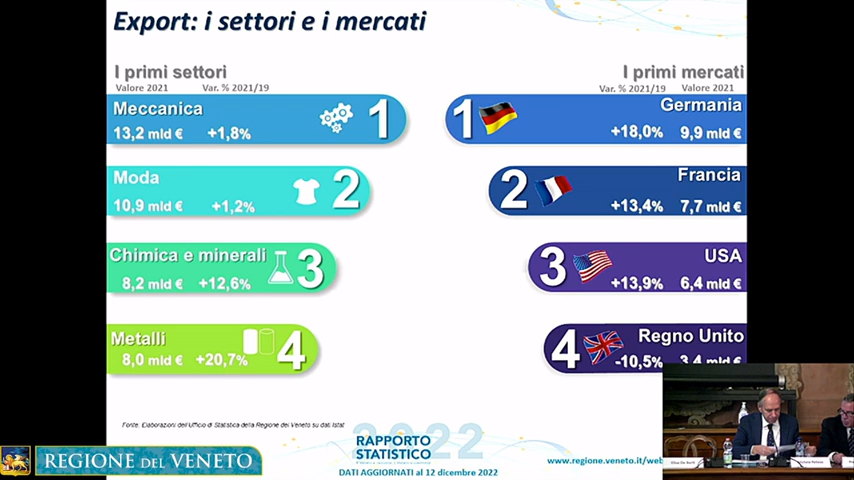 Export: i settori e i mercati
I primi settori
Valore 2021 Var. % 2021/19
Meccanica
13,2 mld € +1,8%
1
Moda
10,9 mld € +1,2%
2
Chimica e minerali
8,2 mld € +12,6%
3
Metalli
8,0 mld € +20,7%
4
I primi mercati
Var. % 2021/19 Valore 2021
1
Germania
+18,0% 9,9 mld €
2
Francia
+13,4% 7,7 mld €
3
USA
+13,9% 6,4 mld €
4
Regno Unito
-10,5% 3,4 mld €
Fonte: Elaborazioni dell'Ufficio di Statistica della Regione del Veneto su dati Istat
2022
RAPPORTO
STATISTICO
DATI AGGIORNATI al 12 dicembre 2022
www.regione.veneto.it/web
REGIONE DEL VENETO